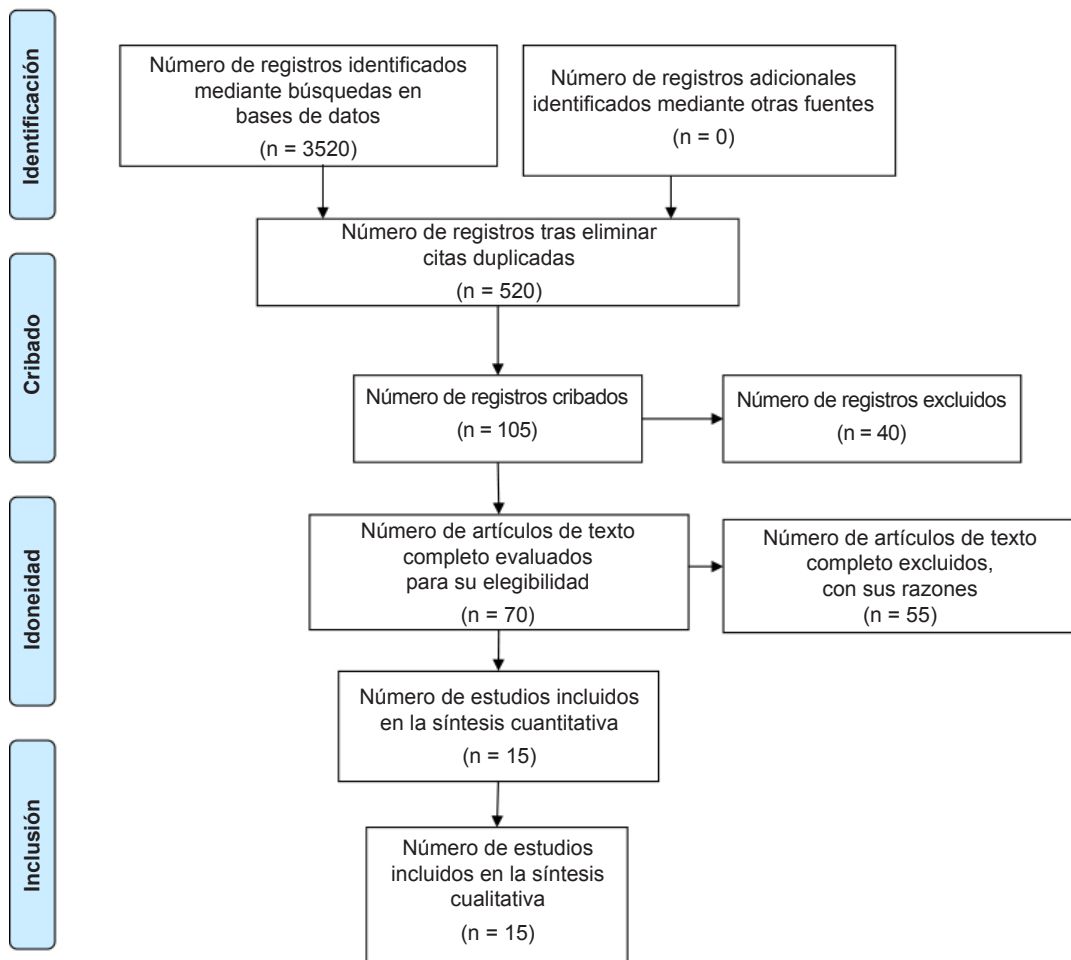 Identificación
Número de registros identificados
mediante búsquedas en
bases de datos
(n = 3520)
Número de registros adicionales
identificados mediante otras fuentes
(n = 0)
Número de registros tras eliminar
citas duplicadas
(n = 520)
Cribado
Número de registros cribados
(n = 105)
Número de registros excluidos
(n = 40)
Idoneidad
Número de artículos de texto
completo evaluados
para su elegibilidad
(n = 70)
Número de artículos de texto
completo excluidos,
con sus razones
(n = 55)
Número de estudios incluidos
en la síntesis cuantitativa
(n = 15)
Inclusión
Número de estudios
incluidos en la síntesis
cualitativa
(n = 15)